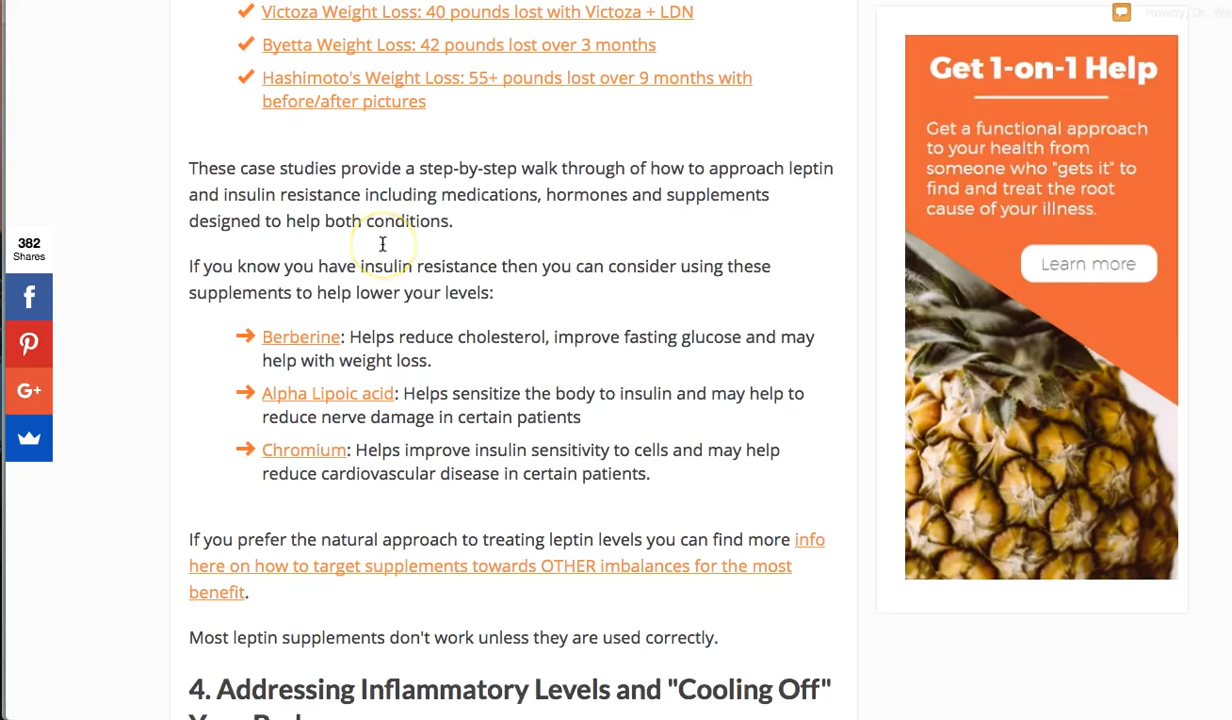 Victoza Weight Loss: 40 pounds lost with Victoza + LDN
Byetta Weight Loss: 42 pounds lost over 3 months
Hashimoto's Weight Loss: 55+ pounds lost over 9 months with
before/after pictures
These case studies provide a step-by-step walk through of how to approach leptin
and insulin resistance including medications, hormones and supplements
designed to help both conditions.
If you know you have insulin resistance then you can consider using these
supplements to help lower your levels:
Berberine: Helps reduce cholesterol, improve fasting glucose and may
help with weight loss.
Alpha Lipoic acid: Helps sensitize the body to insulin and may help to
reduce nerve damage in certain patients
Chromium: Helps improve insulin sensitivity to cells and may help
reduce cardiovascular disease in certain patients.
If you prefer the natural approach to treating leptin levels you can find more info
here on how to target supplements towards OTHER imbalances for the most
benefit.
Most leptin supplements don't work unless they are used correctly.
4. Addressing Inflammatory Levels and "Cooling Off"
382
Shares
f
G+
Howdy, Dr.
Get 1-on-1 Help
Get a functional approach
to your health from
someone who "gets it" to
find and treat the root
cause of your illness.
Learn more